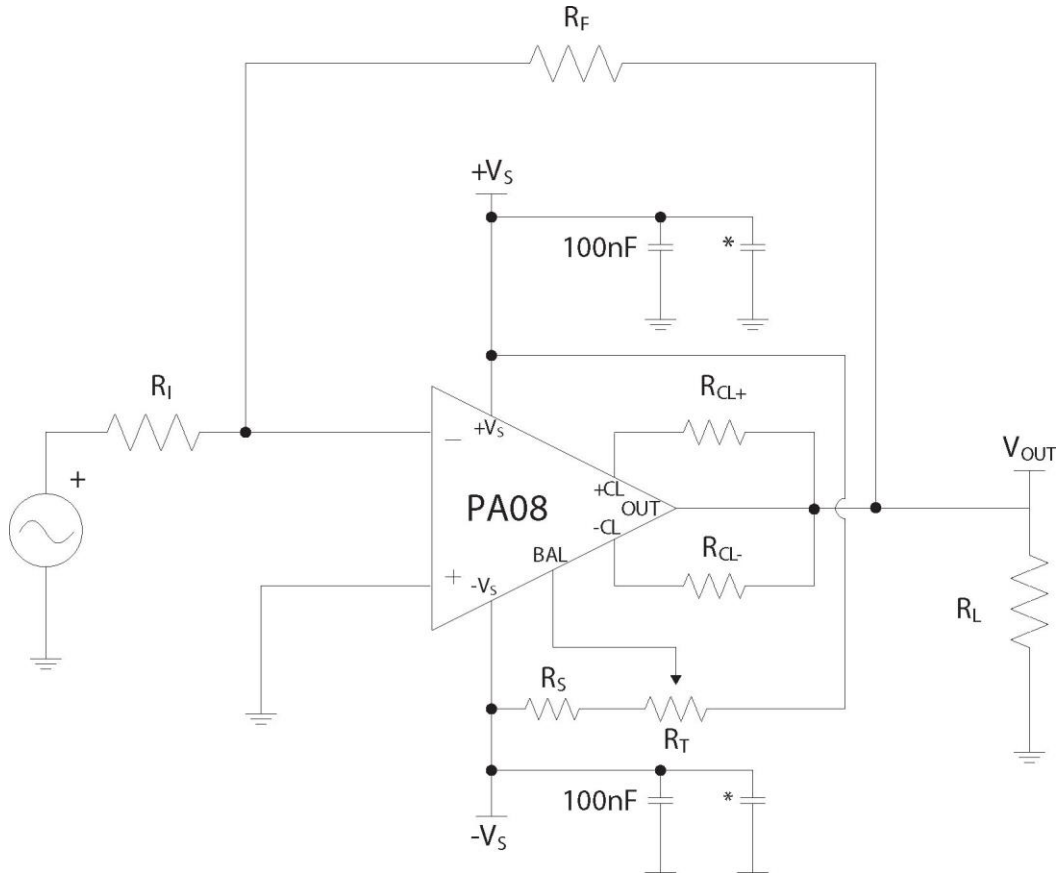 R_F
+V_S
100nF
*
R_I
R_CL+
+V_S
−
+
V_OUT
+CL
PA08
OUT
-CL
BAL
R_CL-
+
-V_S
R_L
R_S
R_T
100nF
*
-V_S